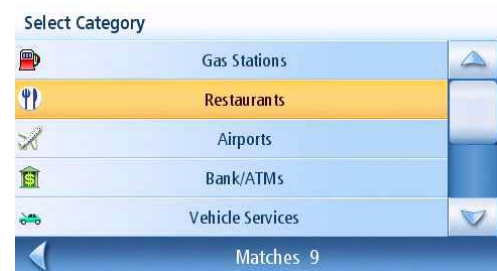 Select Category
Gas Stations
Restaurants
Airports
Bank/ATMs
Vehicle Services
Matches 9